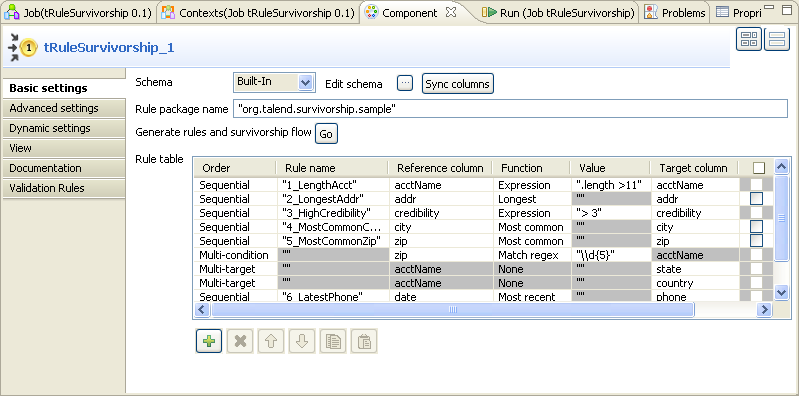 Job(tRuleSurvivorship 0.1) Contexts(Job tRuleSurvivorship 0.1) Component Run (Job tRuleSurvivorship) Problems Propri
1 tRuleSurvivorship_1
Basic settings
Advanced settings
Dynamic settings
View
Documentation
Validation Rules
Schema Built-In Edit schema ... Sync columns
Rule package name "org.talend.survivorship.sample"
Generate rules and survivorship flow Go
Rule table
Order Rule name Reference column Function Value Target column
Sequential "1_LengthAcct" acctName Expression ".length >11" acctName
Sequential "2_LongestAddr" addr Longest "" addr
Sequential "3_HighCredibility" credibility Expression "> 3" credibility
Sequential "4_MostCommonC... city Most common "" city
Sequential "5_MostCommonZip" zip Most common "" zip
Multi-condition "" zip Match regex "\\d{5}" acctName
Multi-target "" acctName None "" state
Multi-target "" acctName None "" country
Sequential "6_LatestPhone" date Most recent "" phone